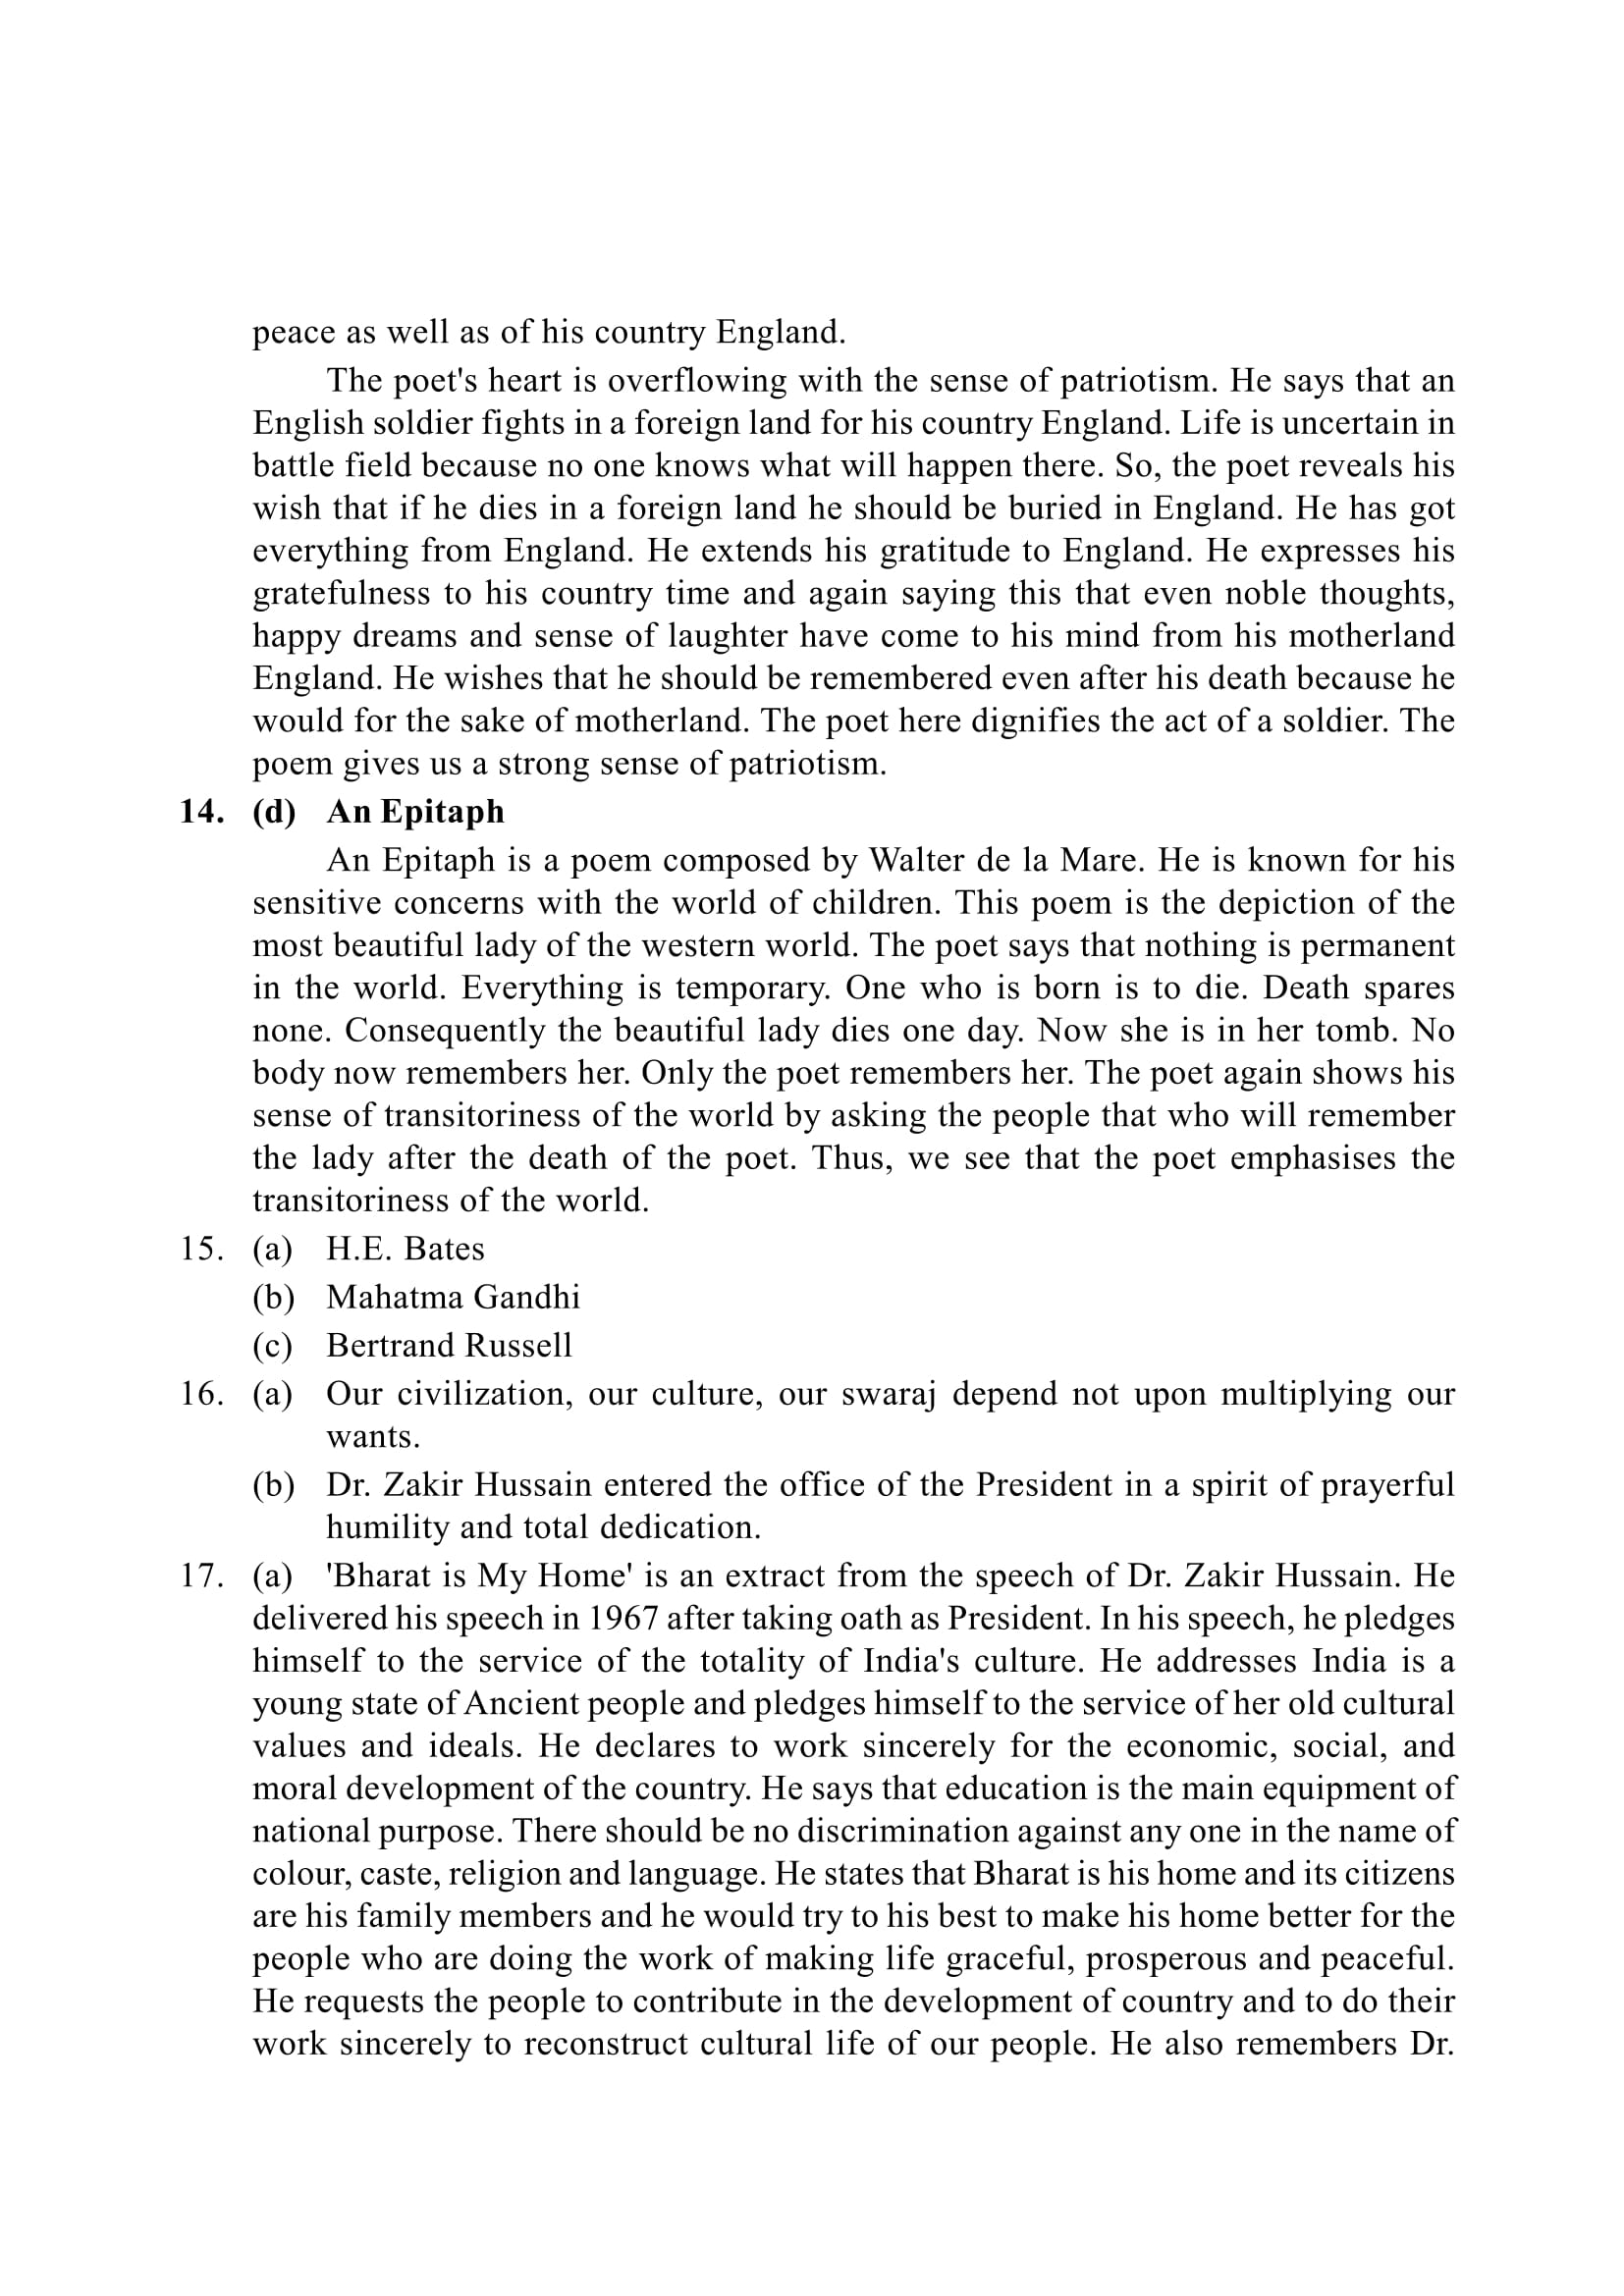 peace as well as of his country England.
The poet's heart is overflowing with the sense of patriotism. He says that an
English soldier fights in a foreign land for his country England. Life is uncertain in
battle field because no one knows what will happen there. So, the poet reveals his
wish that if he dies in a foreign land he should be buried in England. He has got
everything from England. He extends his gratitude to England. He expresses his
gratefulness to his country time and again saying this that even noble thoughts,
happy dreams and sense of laughter have come to his mind from his motherland
England. He wishes that he should be remembered even after his death because he
would for the sake of motherland. The poet here dignifies the act of a soldier. The
poem gives us a strong sense of patriotism.
14. (d) An Epitaph
An Epitaph is a poem composed by Walter de la Mare. He is known for his
sensitive concerns with the world of children. This poem is the depiction of the
most beautiful lady of the western world. The poet says that nothing is permanent
in the world. Everything is temporary. One who is born is to die. Death spares
none. Consequently the beautiful lady dies one day. Now she is in her tomb. No
body now remembers her. Only the poet remembers her. The poet again shows his
sense of transitoriness of the world by asking the people that who will remember
the lady after the death of the poet. Thus, we see that the poet emphasises the
transitoriness of the world.
15. (a) H.E. Bates
(b) Mahatma Gandhi
(c) Bertrand Russell
16. (a) Our civilization, our culture, our swaraj depend not upon multiplying our
wants.
(b) Dr. Zakir Hussain entered the office of the President in a spirit of prayerful
humility and total dedication.
17. (a) 'Bharat is My Home' is an extract from the speech of Dr. Zakir Hussain. He
delivered his speech in 1967 after taking oath as President. In his speech, he pledges
himself to the service of the totality of India's culture. He addresses India is a
young state of Ancient people and pledges himself to the service of her old cultural
values and ideals. He declares to work sincerely for the economic, social, and
moral development of the country. He says that education is the main equipment of
national purpose. There should be no discrimination against any one in the name of
colour, caste, religion and language. He states that Bharat is his home and its citizens
are his family members and he would try to his best to make his home better for the
people who are doing the work of making life graceful, prosperous and peaceful.
He requests the people to contribute in the development of country and to do their
work sincerely to reconstruct cultural life of our people. He also remembers Dr.